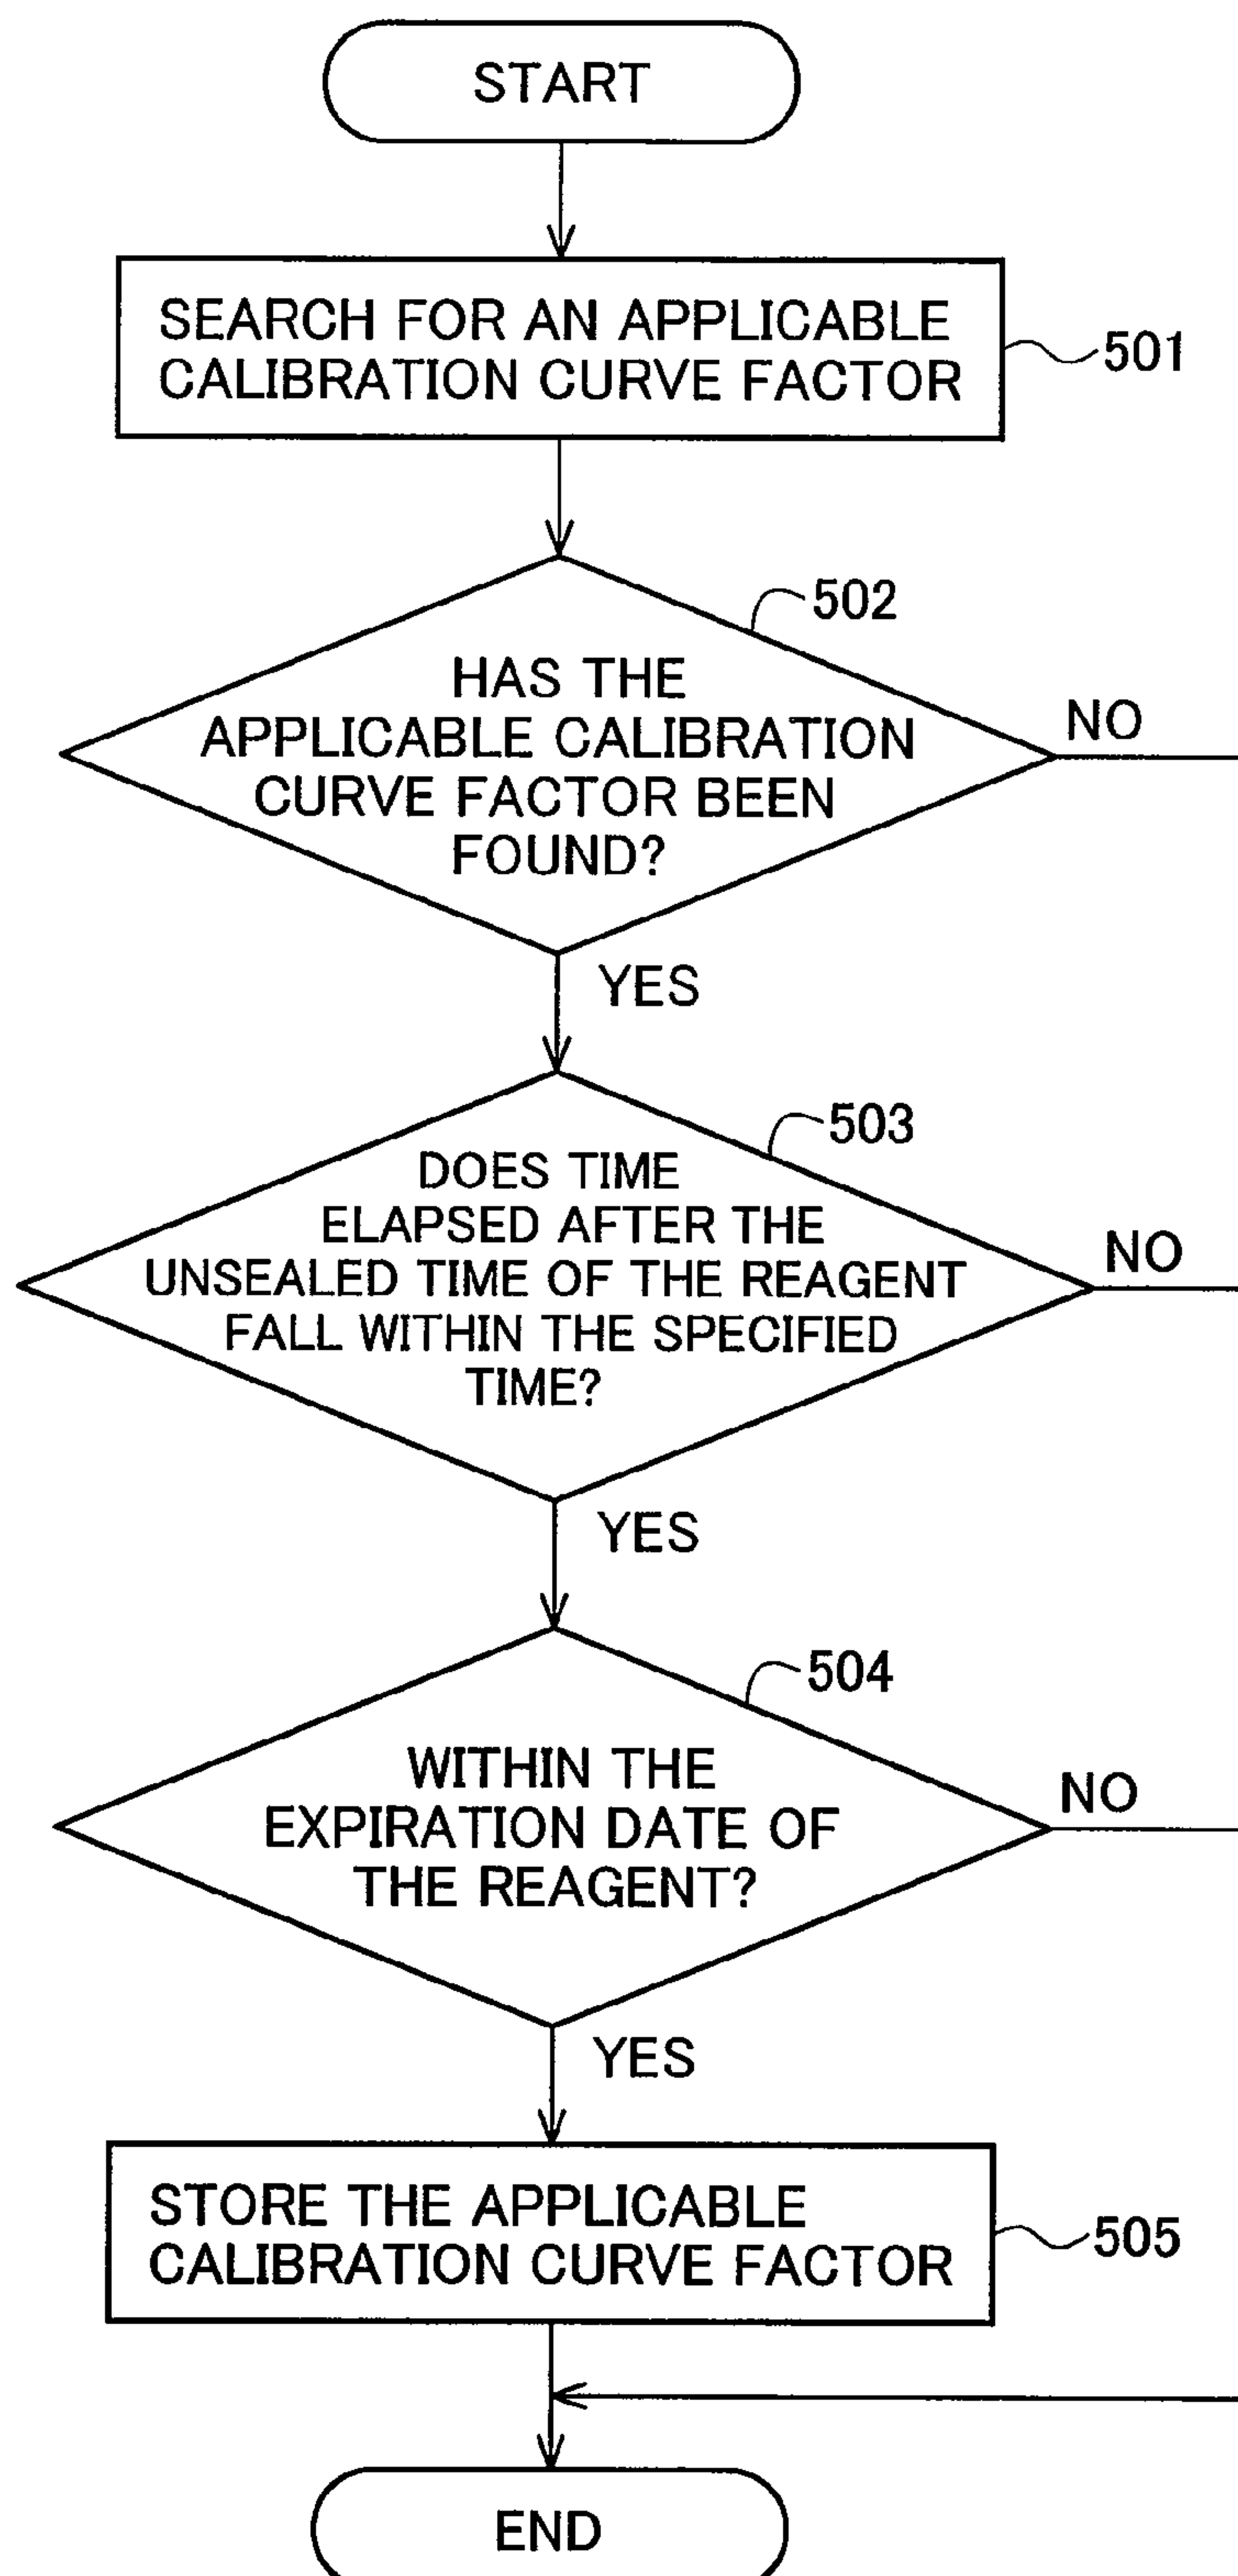 START
SEARCH FOR AN APPLICABLE
CALIBRATION CURVE FACTOR
501
502
HAS THE
APPLICABLE CALIBRATION
CURVE FACTOR BEEN
FOUND?
NO
YES
503
DOES TIME
ELAPSED AFTER THE
UNSEALED TIME OF THE REAGENT
FALL WITHIN THE SPECIFIED
TIME?
NO
YES
504
WITHIN THE
EXPIRATION DATE OF
THE REAGENT?
NO
YES
STORE THE APPLICABLE
CALIBRATION CURVE FACTOR
505
END